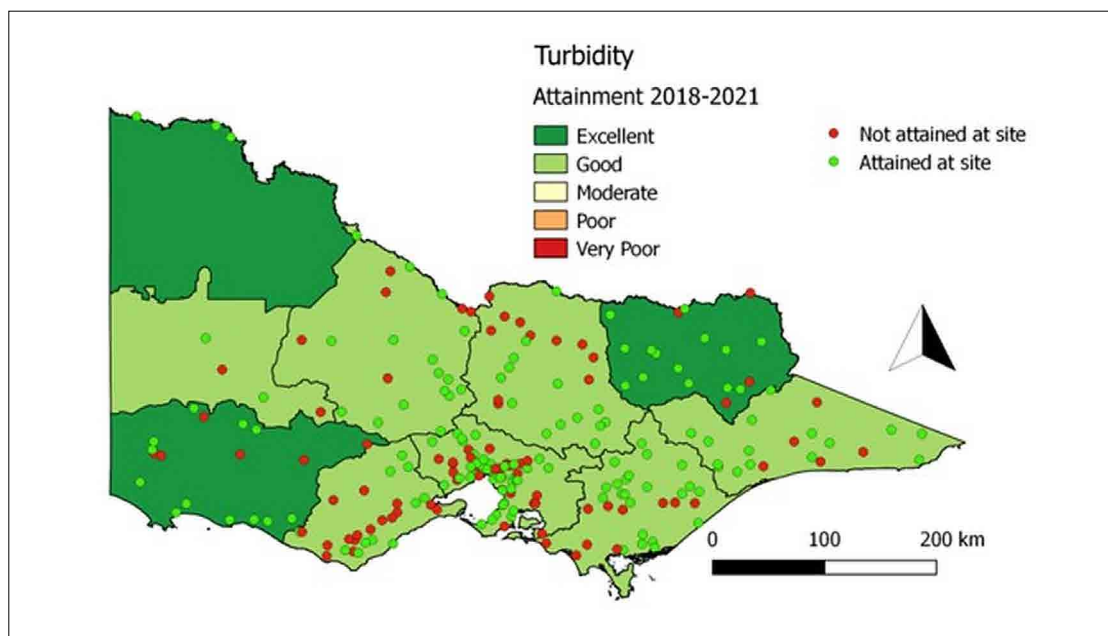 Turbidity
Attainment 2018-2021
Excellent
Good
Moderate
Poor
Very Poor
Not attained at site
Attained at site
0 100 200 km